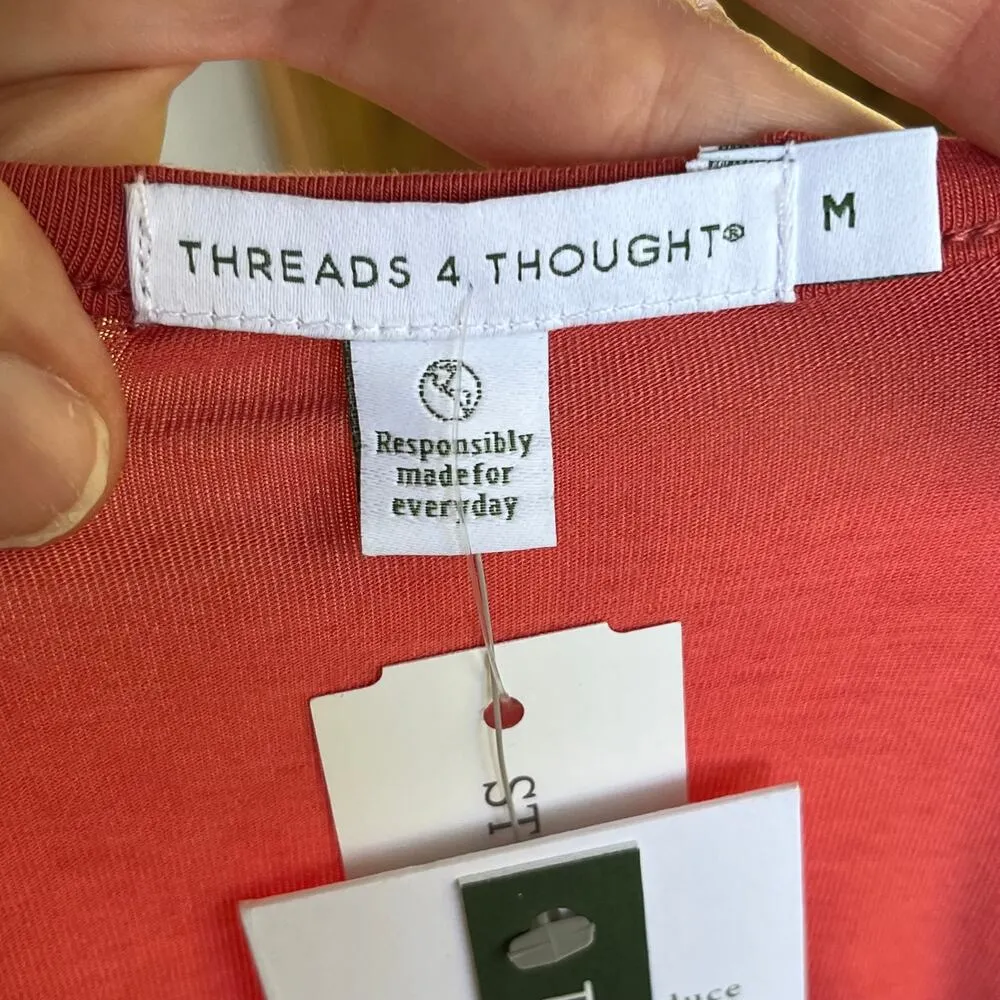 THREADS 4 THOUGHT®
M
Responsibly
made for
everyday